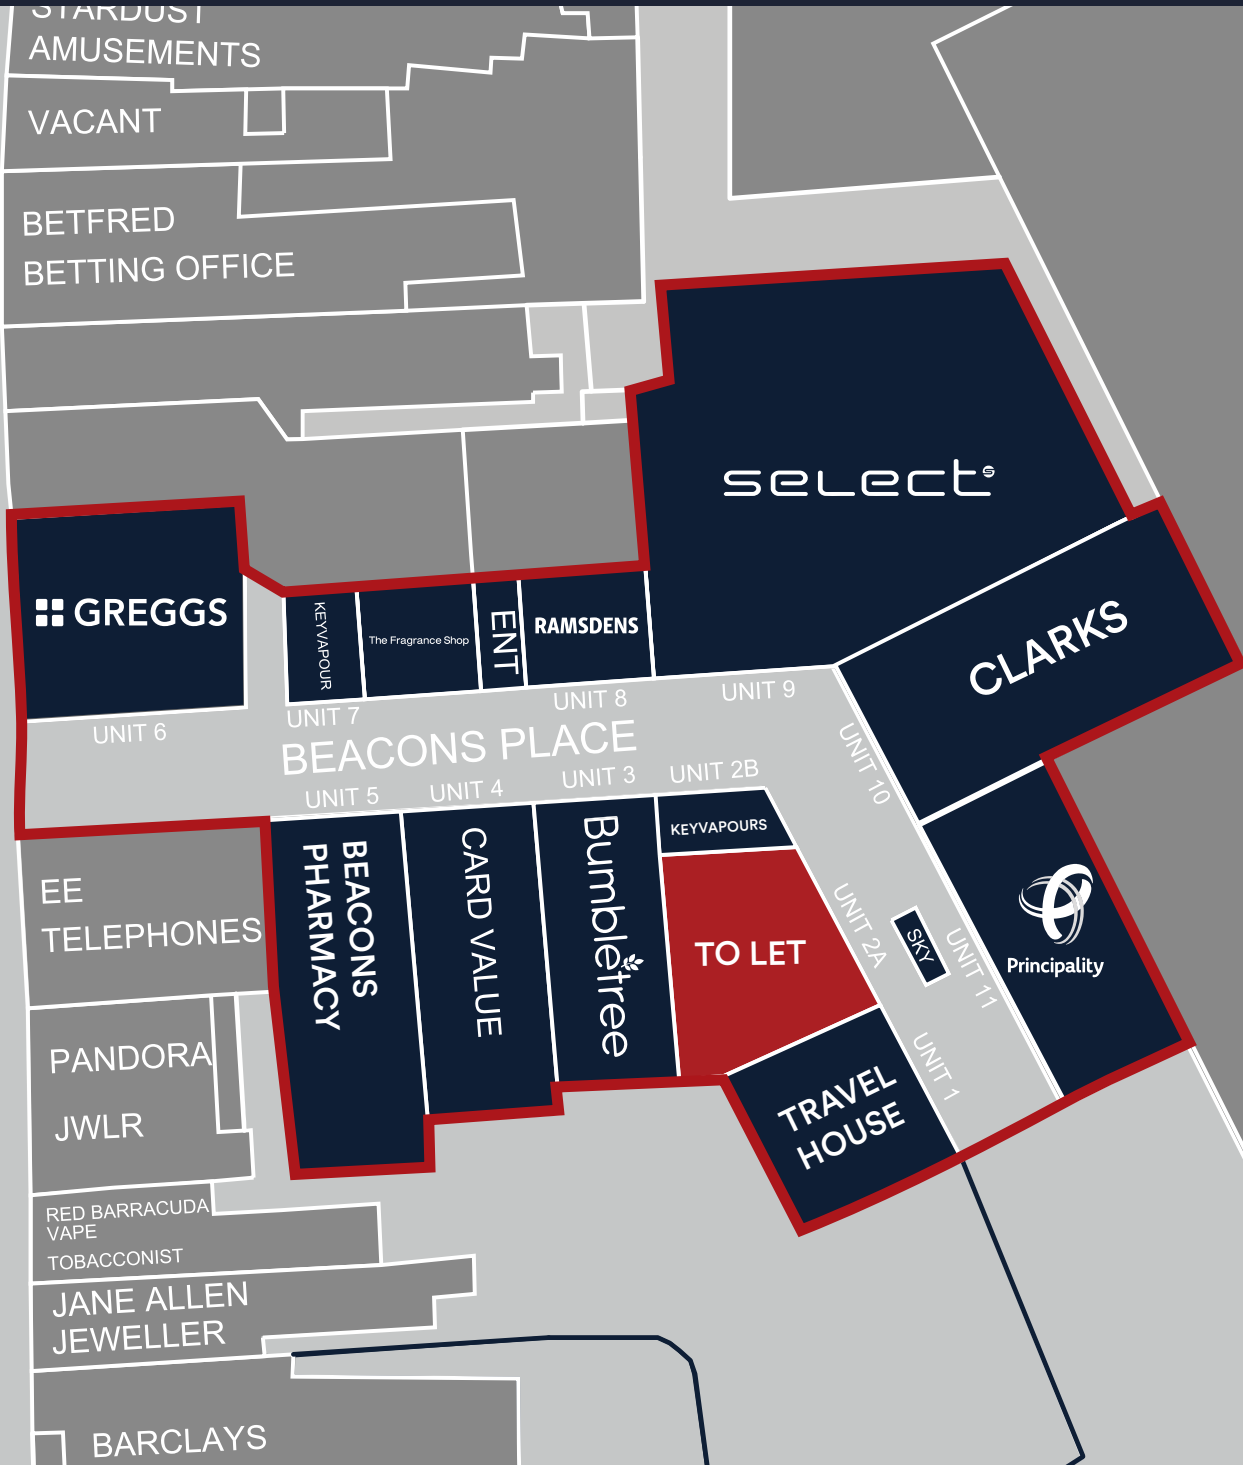 STARDUST
AMUSEMENTS
VACANT
BETFRED
BETTING OFFICE
select
GREGGS
KEYVAPOUR
The Fragrance Shop
ENT
RAMSDENS
CLARKS
UNIT 6
UNIT 7
UNIT 8
UNIT 9
UNIT 10
BEACONS PLACE
UNIT 5
UNIT 4
UNIT 3
UNIT 2B
BEACONS
PHARMACY
CARD VALUE
Bumbletree
KEYVAPOURS
TO LET
UNIT 2A
SKY
UNIT 11
Principality
EE
TELEPHONES
PANDORA
JWLR
UNIT 1
TRAVEL
HOUSE
RED BARRACUDA
VAPE
TOBACCONIST
JANE ALLEN
JEWELLER
BARCLAYS